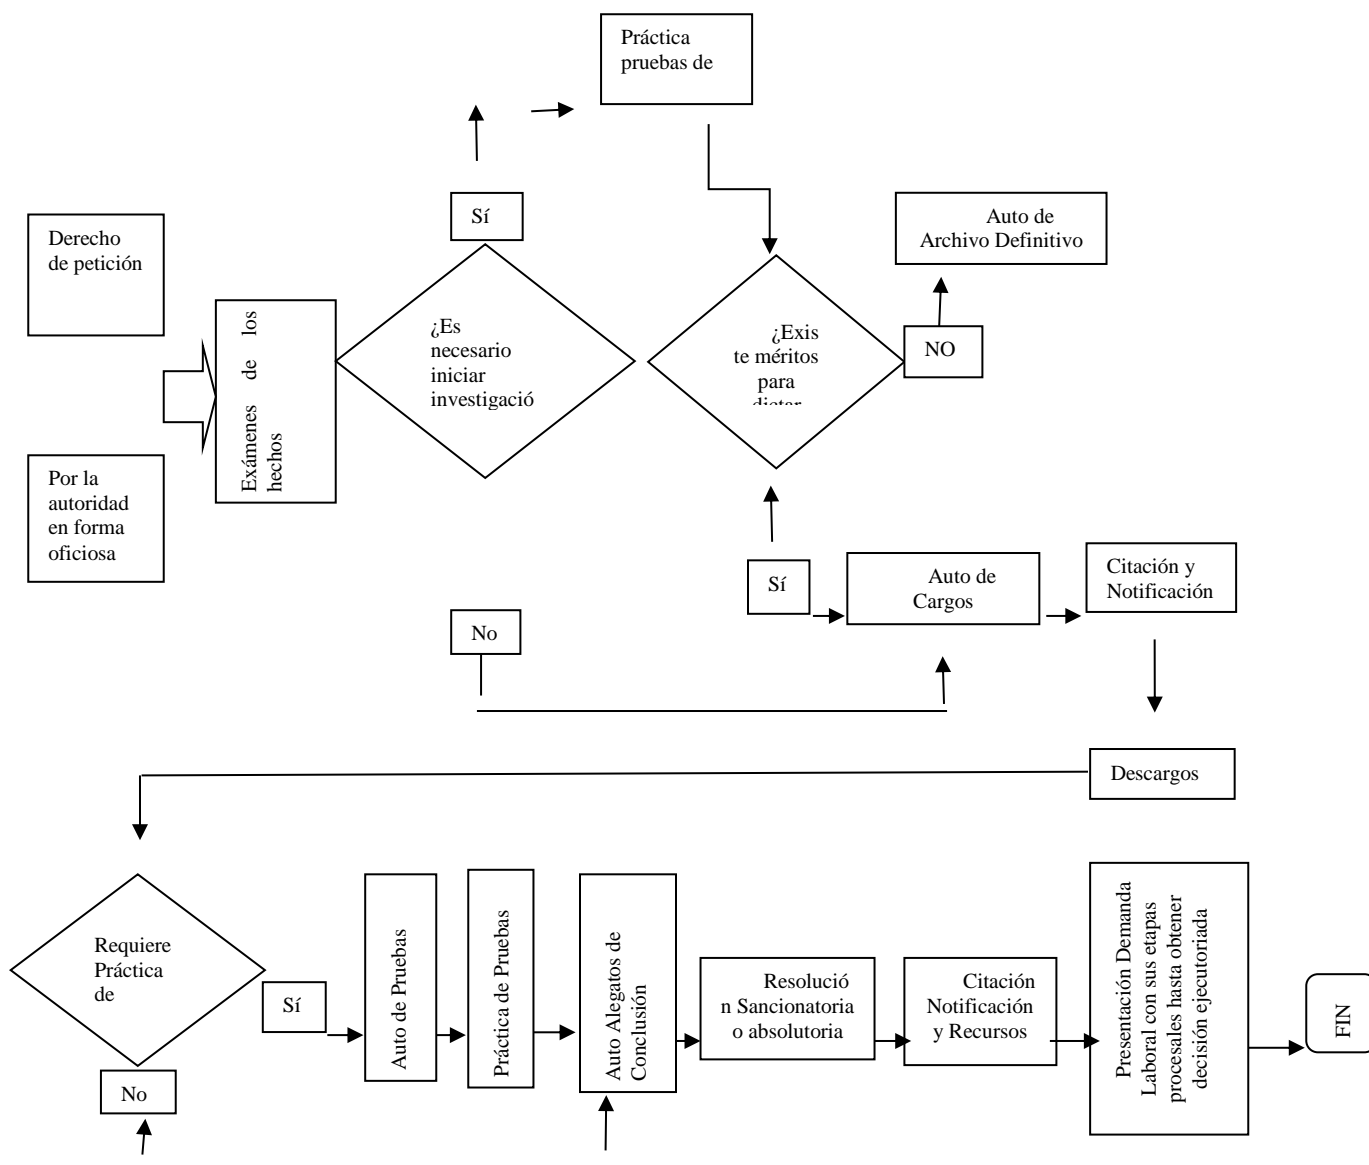 Práctica
pruebas de
Sí
Derecho
de petición
Auto de
Archivo Definitivo
Exámenes de los
hechos
¿Es
necesario
iniciar
investigació
¿Exis
te méritos
para
dictar
NO
Por la
autoridad
en forma
oficiosa
Sí
Auto de
Cargos
Citación y
Notificación
No
Descargos
Requiere
Práctica
de
Sí
No
Auto de Pruebas
Práctica de Pruebas
Auto Alegatos de
Conclusión
Resolució
n Sancionatoria
o absolutoria
Citación
Notificación
y Recursos
Presentación Demanda
Laboral con sus etapas
procesales hasta obtener
decisión ejecutoriada
FIN